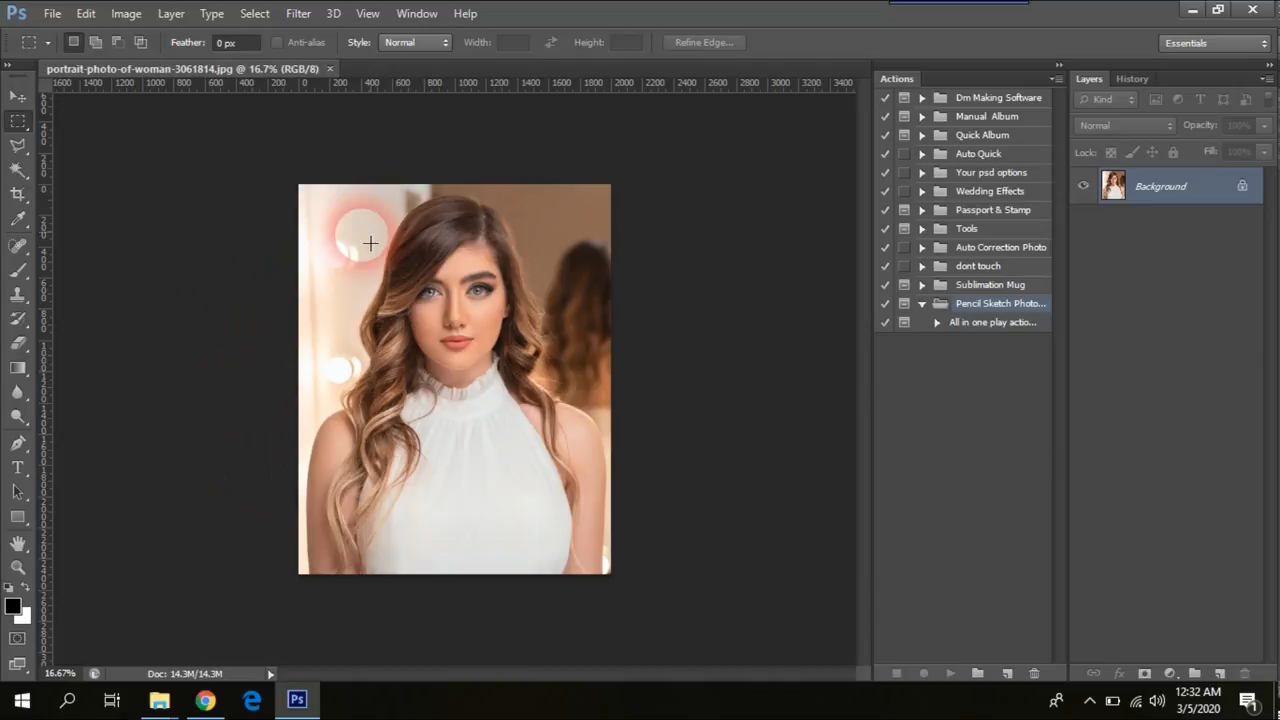 Ps File Edit Image Layer Type Select Filter 3D View Window Help
Feather: 0 px Anti-alias Style: Normal Width: Height: Refine Edge... Essentials
portrait-photo-of-woman-3061814.jpg @ 16.7% (RGB/8) ×
1600 1400 1200 1000 800 600 400 200 0 200 400 600 800 1000 1200 1400 1600 1800 2000 2200 2400 2600 2800 3000 3200 3400
Actions
Dm Making Software
Manual Album
Quick Album
Auto Quick
Your psd options
Wedding Effects
Passport & Stamp
Tools
Auto Correction Photo
dont touch
Sublimation Mug
Pencil Sketch Photo...
All in one play actio...
Layers History
Kind
Normal Opacity: 100%
Lock: Fill: 100%
Background
16.67% Doc: 14.3M/14.3M
Ps
12:32 AM
3/5/2020
1